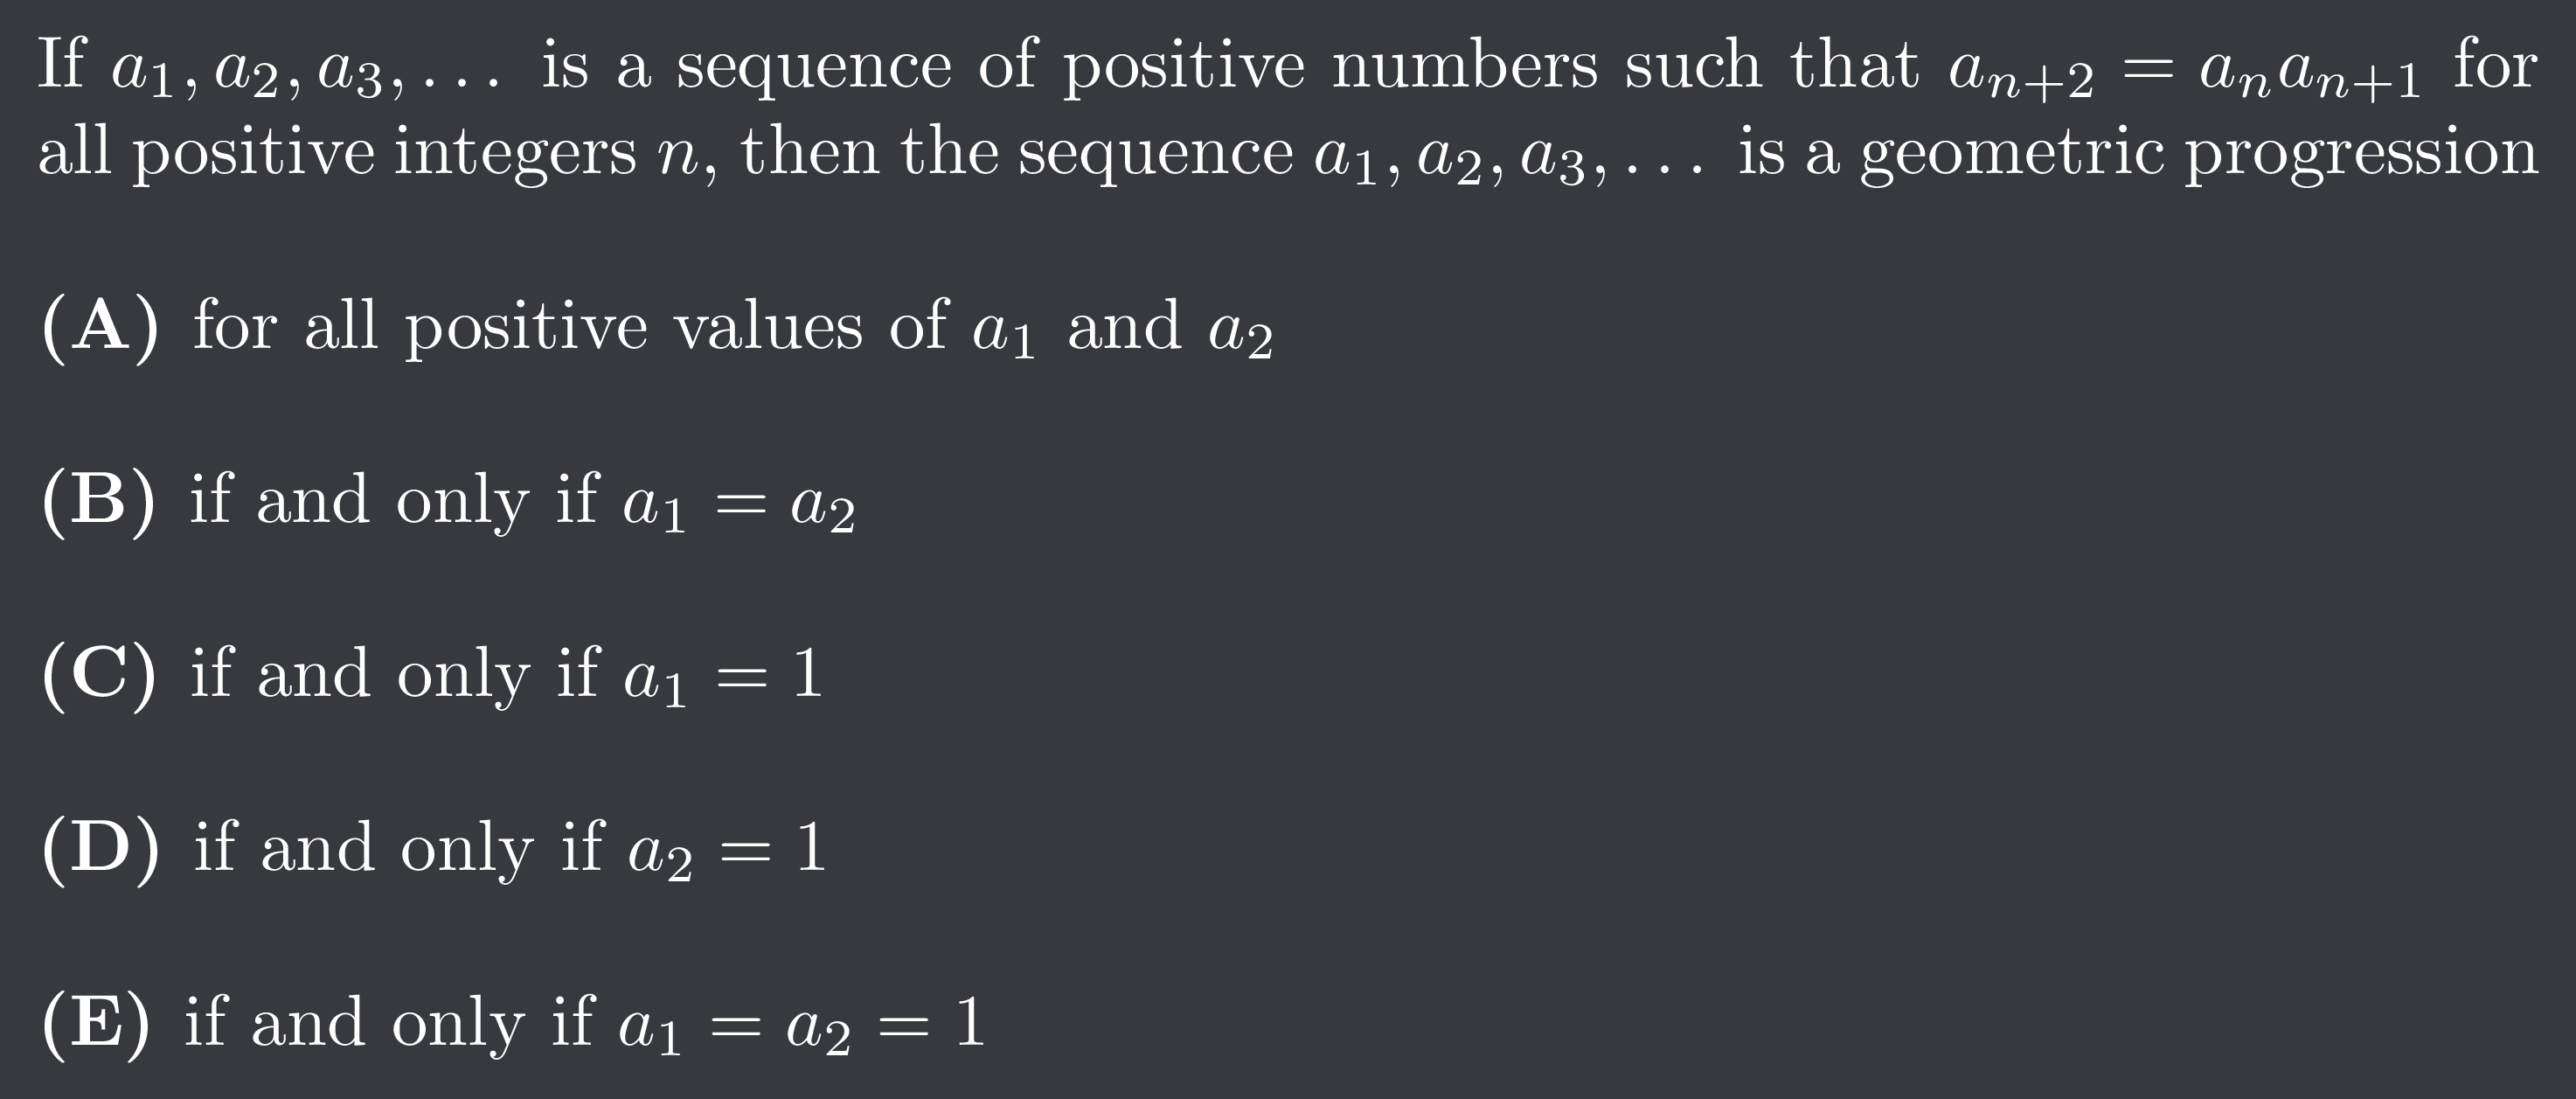 If $a_1, a_2, a_3, \ldots$ is a sequence of positive numbers such that $a_{n+2} = a_n a_{n+1}$ for
all positive integers $n$, then the sequence $a_1, a_2, a_3, \ldots$ is a geometric progression
(A) for all positive values of $a_1$ and $a_2$
(B) if and only if $a_1 = a_2$
(C) if and only if $a_1 = 1$
(D) if and only if $a_2 = 1$
(E) if and only if $a_1 = a_2 = 1$